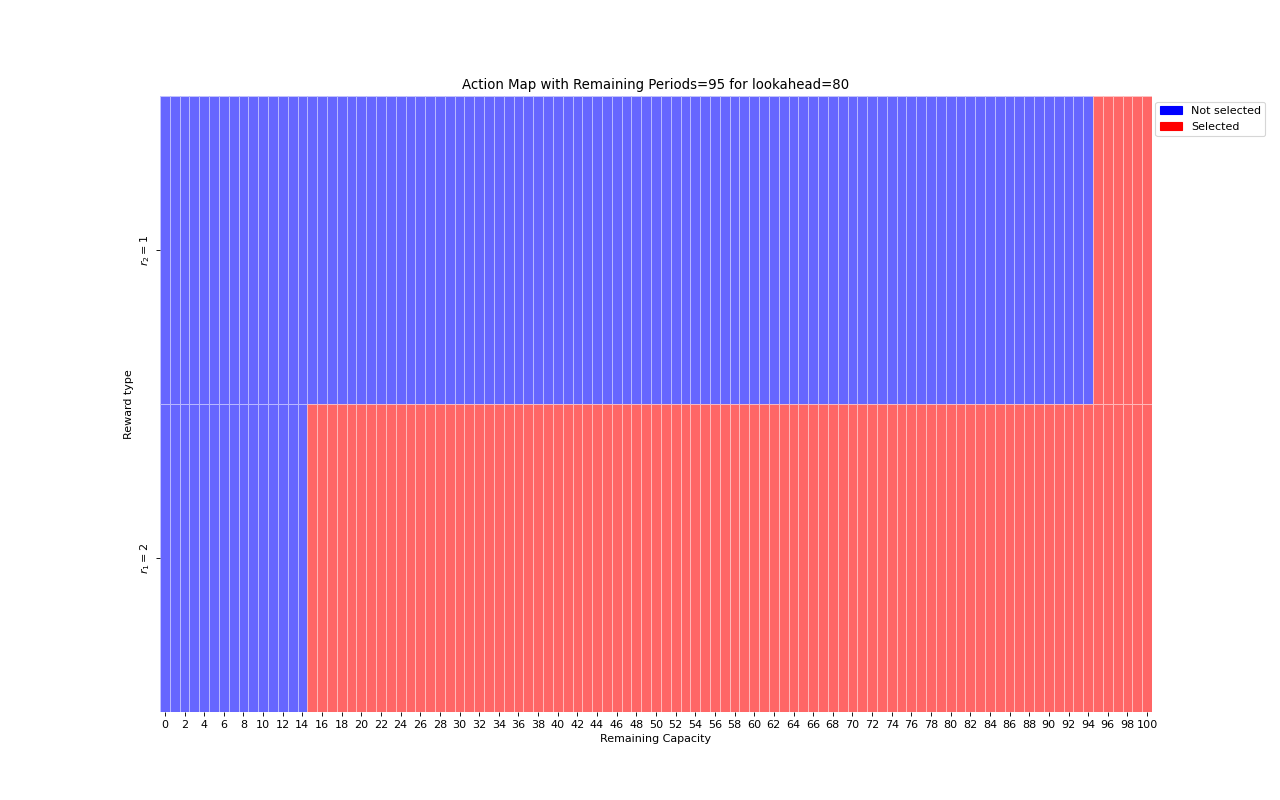 Action Map with Remaining Periods=95 for lookahead=80
Not selected
Selected
r₂ = 1
Reward type
r₁ = 2
0 2 4 6 8 10 12 14 16 18 20 22 24 26 28 30 32 34 36 38 40 42 44 46 48 50 52 54 56 58 60 62 64 66 68 70 72 74 76 78 80 82 84 86 88 90 92 94 96 98 100
Remaining Capacity